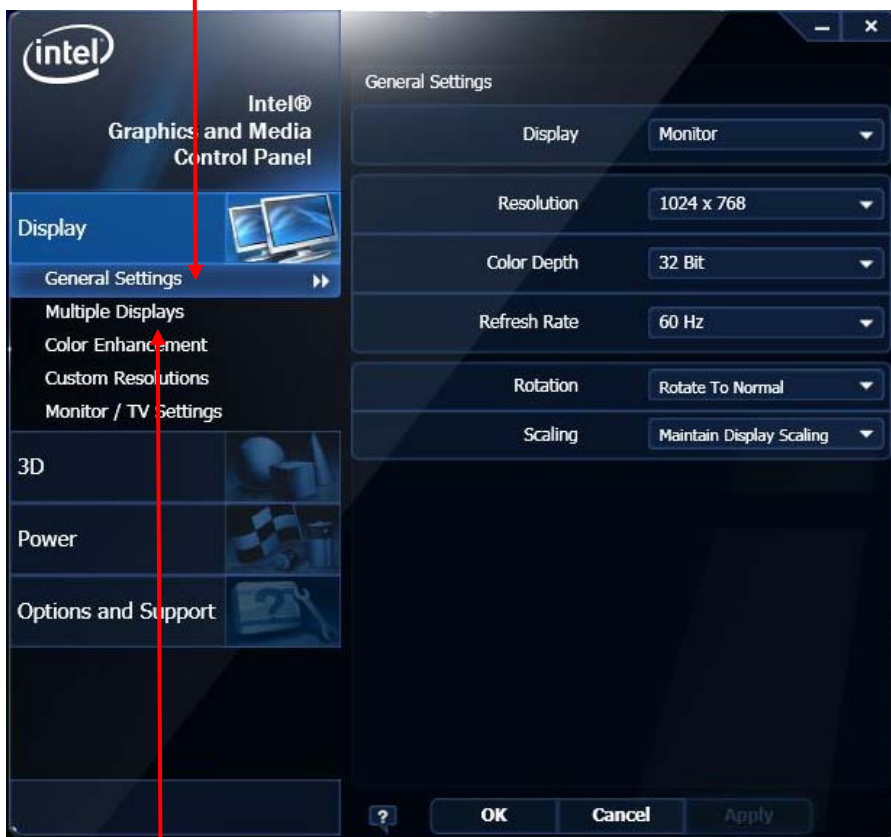 intel
Intel®
Graphics and Media
Control Panel
Display
General Settings
Multiple Displays
Color Enhancement
Custom Resolutions
Monitor / TV Settings
3D
Power
Options and Support
General Settings
Display Monitor
Resolution 1024 x 768
Color Depth 32 Bit
Refresh Rate 60 Hz
Rotation Rotate To Normal
Scaling Maintain Display Scaling
? OK Cancel Apply